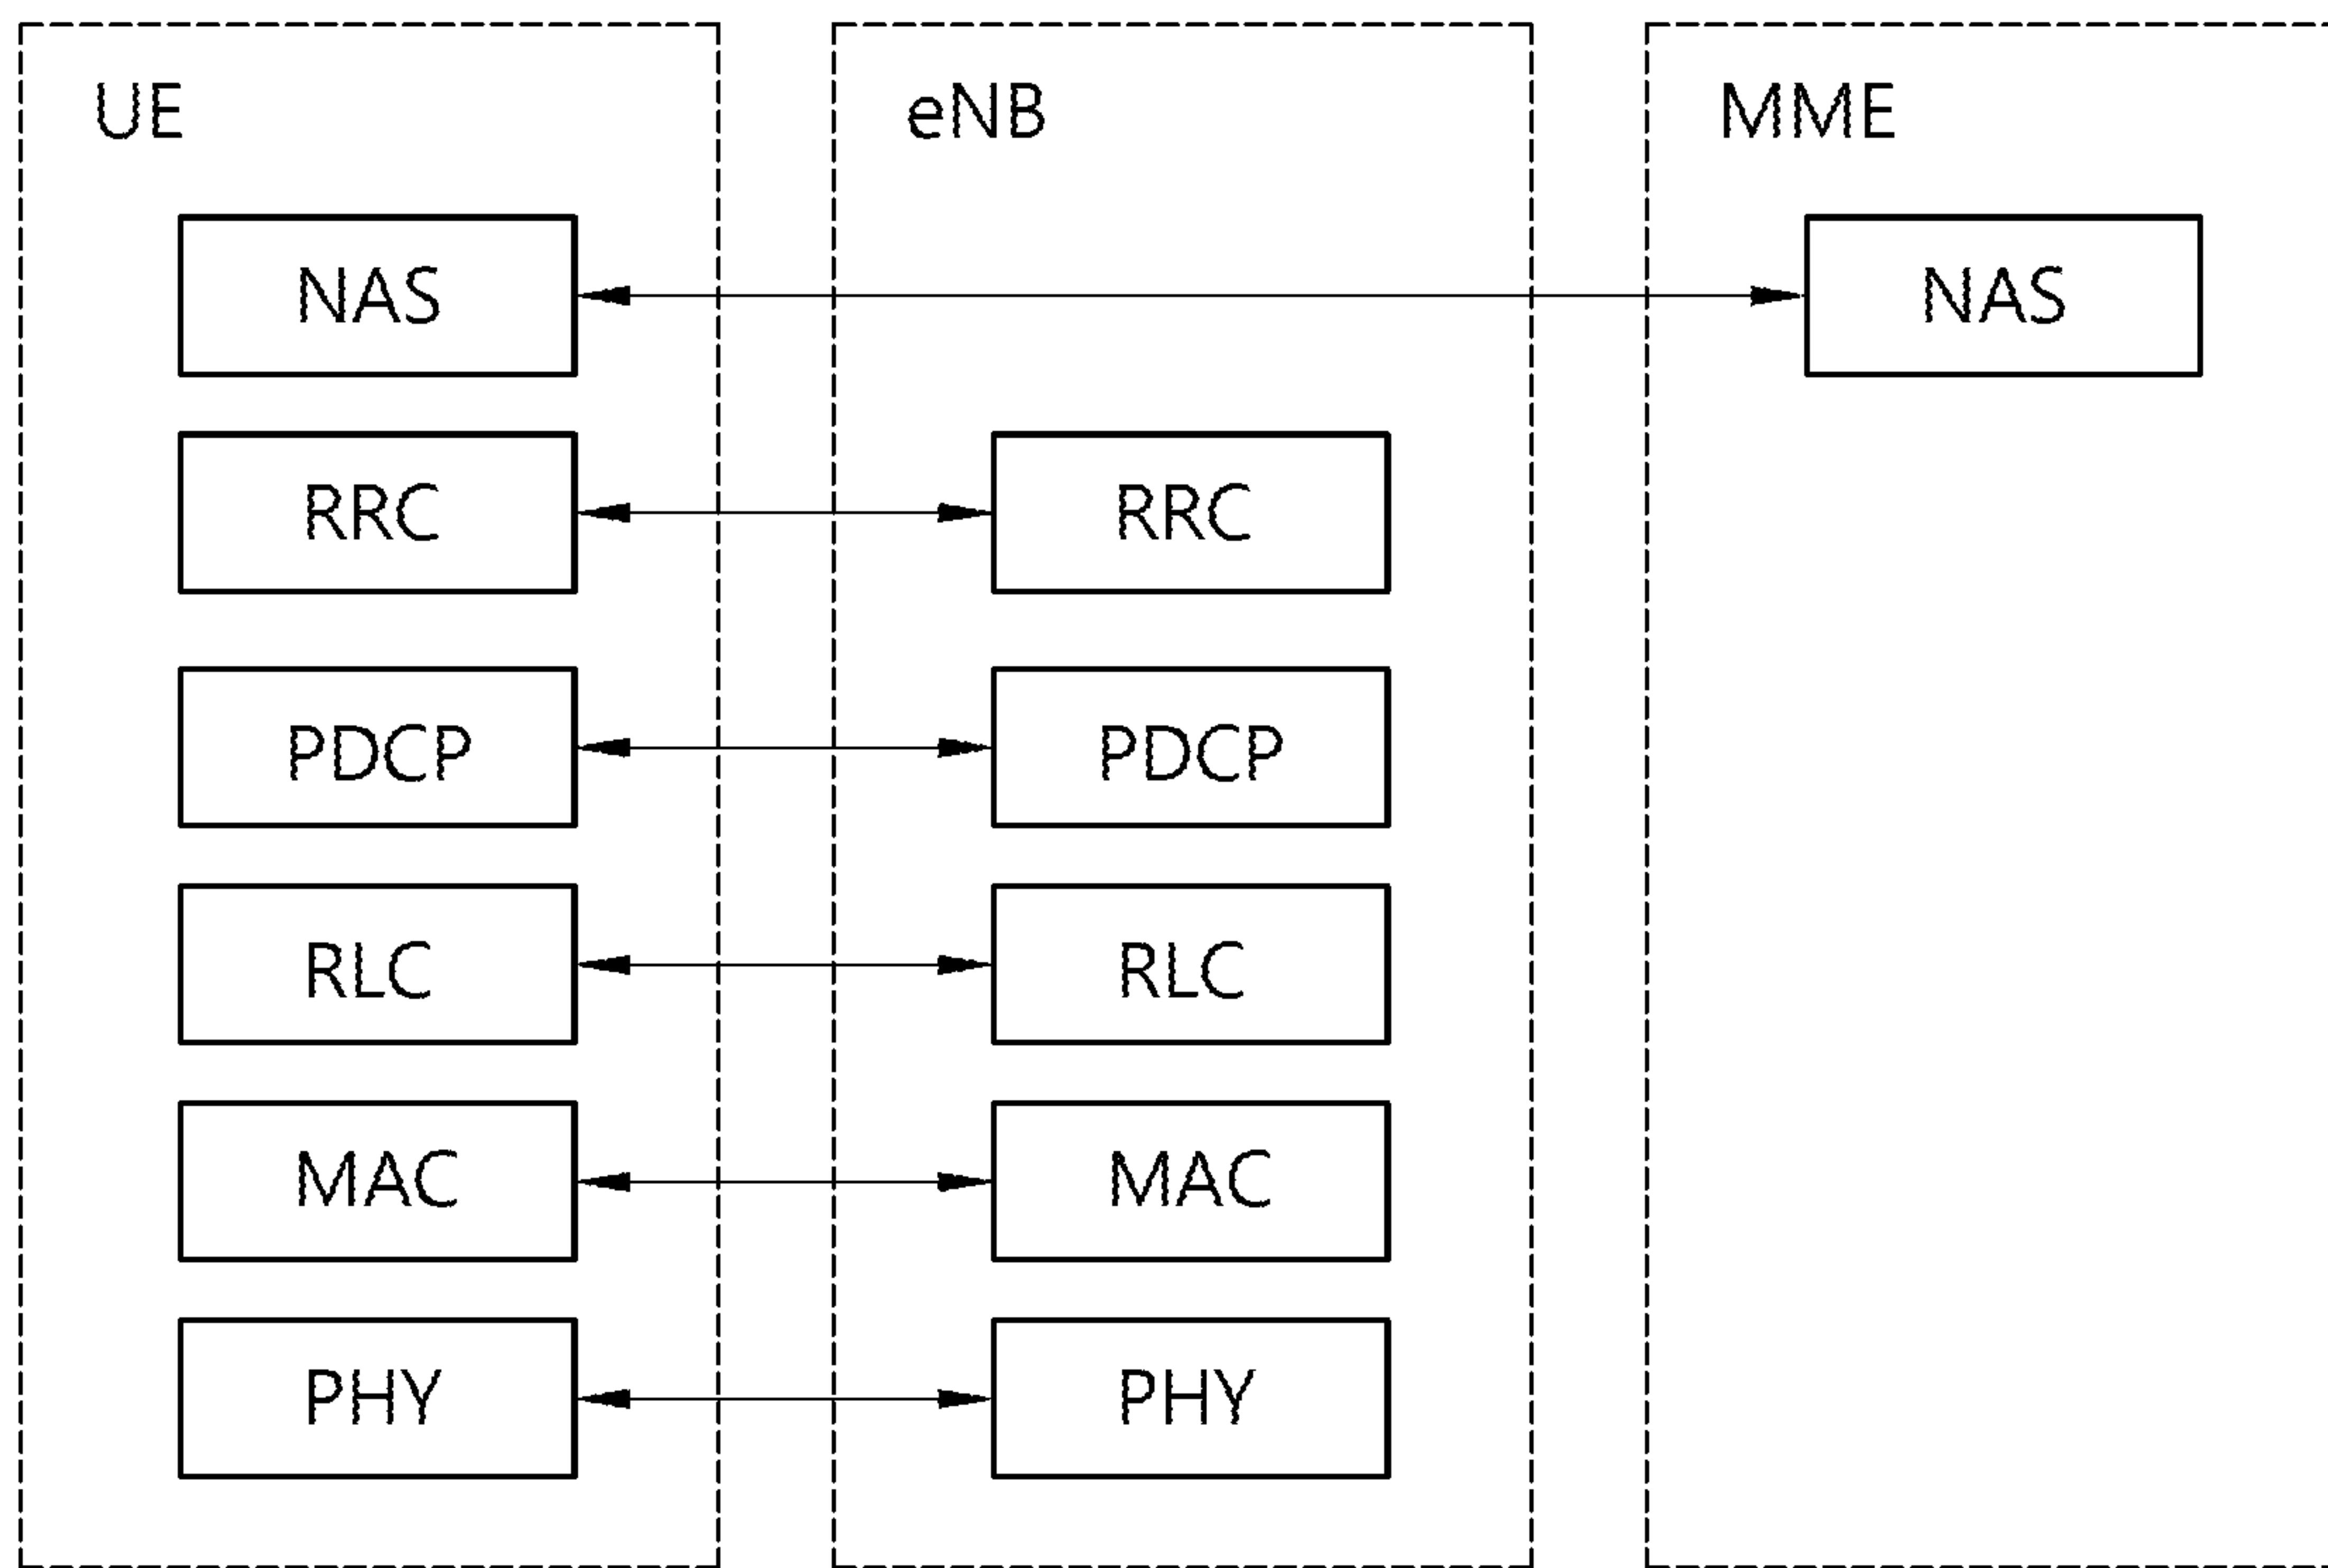 UE
eNB
MME
NAS
NAS
RRC
RRC
PDCP
PDCP
RLC
RLC
MAC
MAC
PHY
PHY